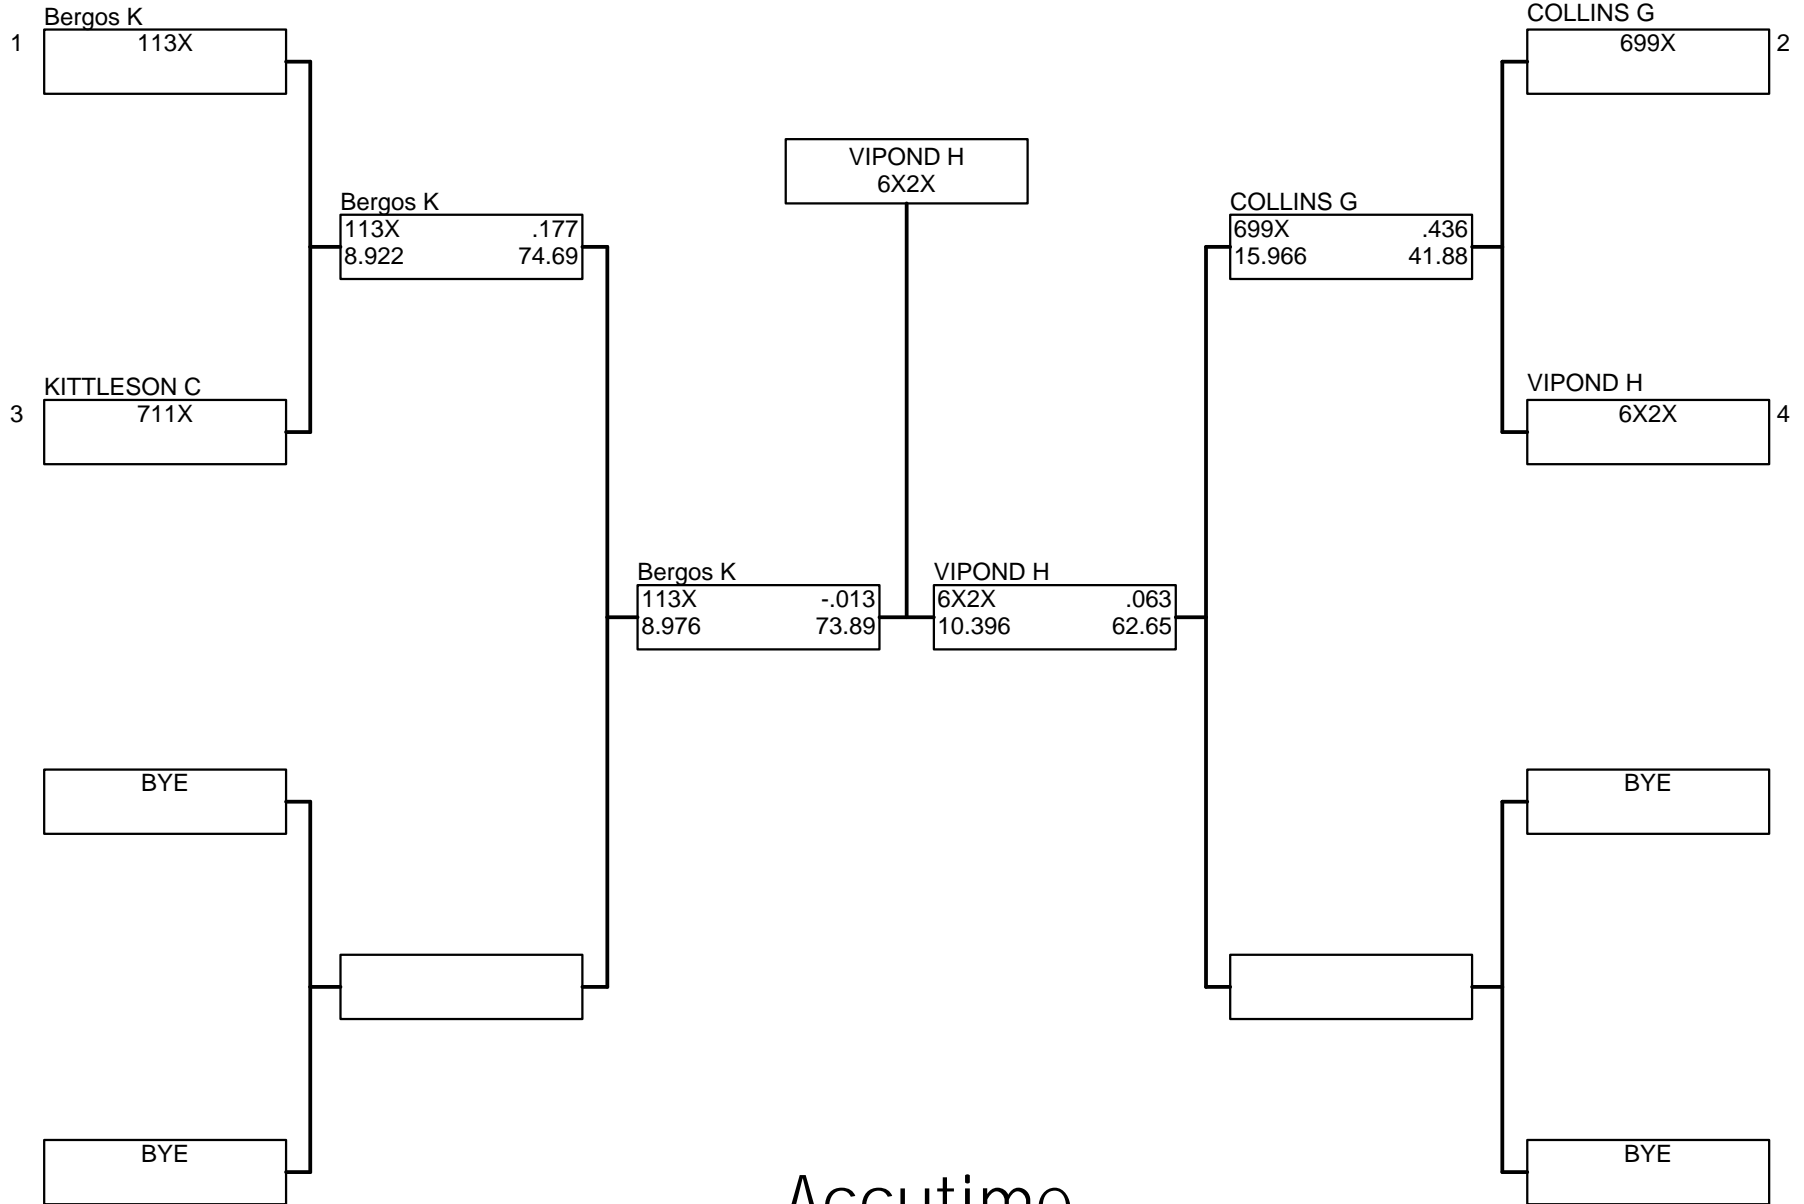 Bergos K
1 113X
KITTLESON C
3 711X
BYE
BYE
Bergos K
113X .177
8.922 74.69
Bergos K
113X -.013
8.976 73.89
VIPOND H
6X2X
VIPOND H
6X2X .063
10.396 62.65
COLLINS G
699X .436
15.966 41.88
COLLINS G
699X 2
VIPOND H
6X2X 4
BYE
BYE
Accutime